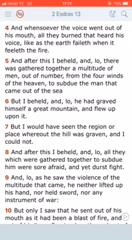 2 Esdras 13
4 And whensoever the voice went out of
his mouth, all they burned that heard his
voice, like as the earth faileth when it
feeleth the fire.
5 And after this I beheld, and, lo, there
was gathered together a multitude of
men, out of number, from the four winds
of the heaven, to subdue the man that
came out of the sea
6 But I beheld, and, lo, he had graved
himself a great mountain, and flew up
upon it.
7 But I would have seen the region or
place whereout the hill was graven, and I
could not.
8 And after this I beheld, and, lo, all they
which were gathered together to subdue
him were sore afraid, and yet durst fight.
9 And, lo, as he saw the violence of the
multitude that came, he neither lifted up
his hand, nor held sword, nor any
instrument of war:
10 But only I saw that he sent out of his
mouth as it had been a blast of fire, and